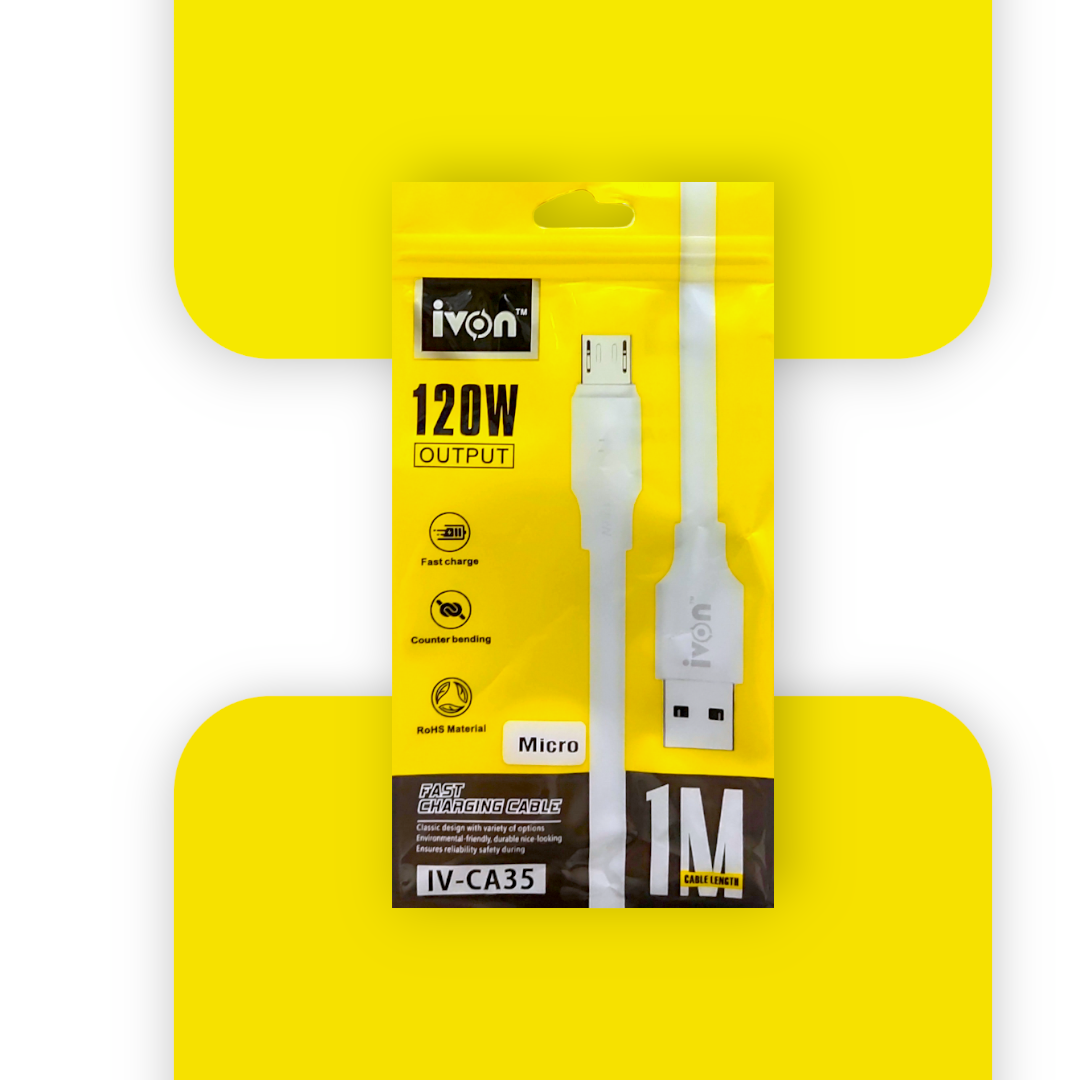 ivon™
120W
OUTPUT
Fast charge
Counter bending
RoHS Material
Micro
ivon™
FAST
CHARGING CABLE
Classic design with variety of options
Environmental-friendly, durable nice-looking
Ensures reliability safety during
IV-CA35
1M
CABLE LENGTH